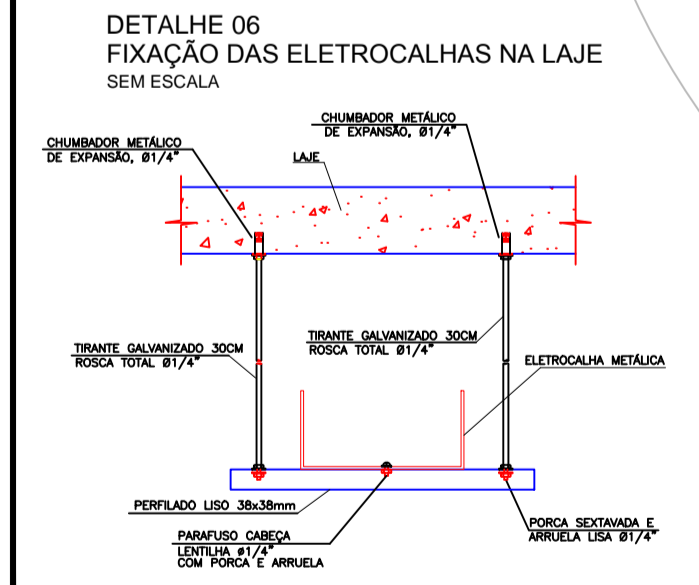 DETALHE 06
FIXAÇÃO DAS ELETROCALHAS NA LAJE
SEM ESCALA
CHUMBADOR METÁLICO
DE EXPANSÃO, Ø1/4"
CHUMBADOR METÁLICO
DE EXPANSÃO, Ø1/4"
LAJE
TIRANTE GALVANIZADO 30CM
ROSCA TOTAL Ø1/4"
TIRANTE GALVANIZADO 30CM
ROSCA TOTAL Ø1/4"
ELETROCALHA METÁLICA
PERFILADO LISO 38x38mm
PARAFUSO CABEÇA
LENTILHA ø1/4"
COM PORCA E ARRUELA
PORCA SEXTAVADA E
ARRUELA LISA Ø1/4"